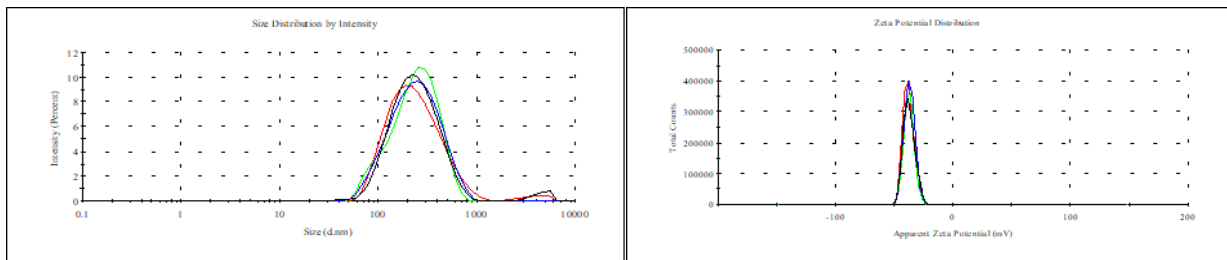 Size Distribution by Intensity
12
10
8
6
4
2
0
Intensity (Percent)
0.1 1 10 100 1000 10000
Size (d.nm)
Zeta Potential Distribution
500000
400000
300000
200000
100000
0
Total Counts
-100 0 100 200
Apparent Zeta Potential (mV)